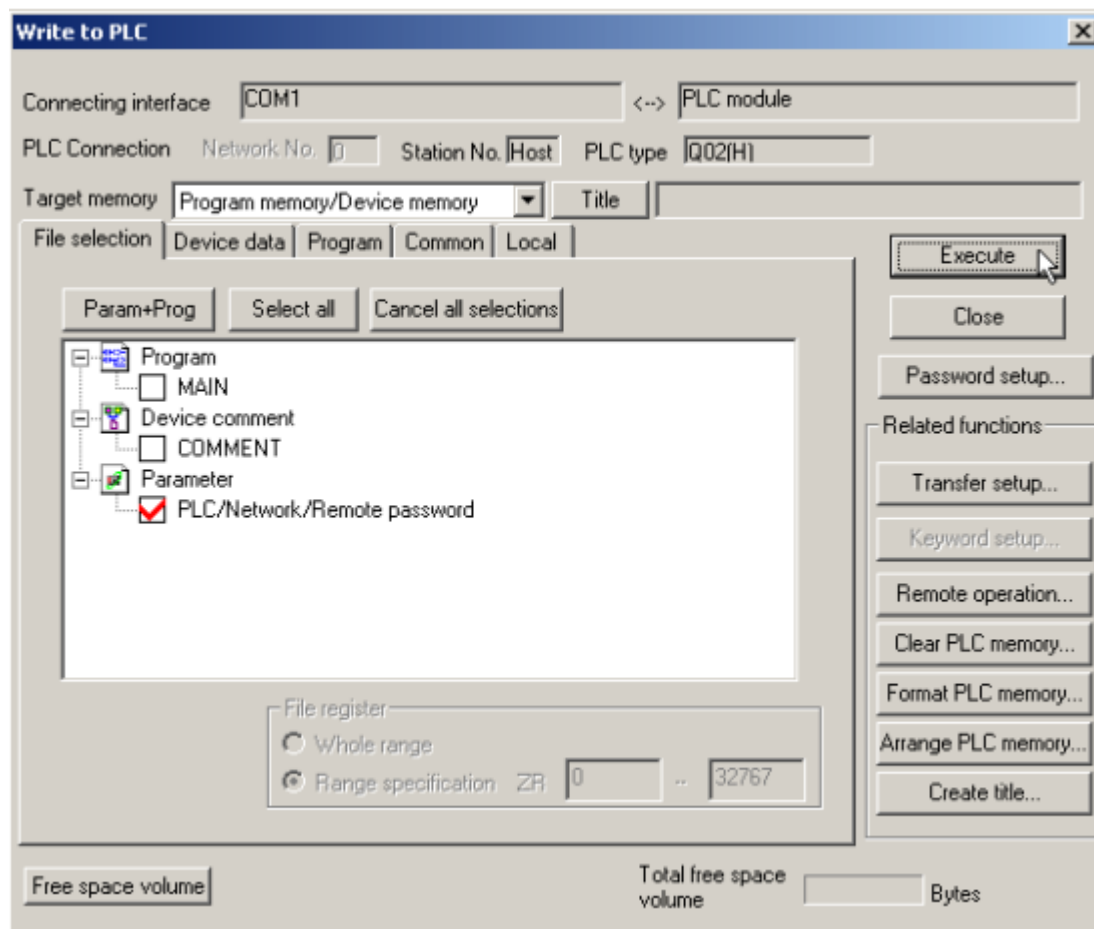 Write to PLC
Connecting interface COM1 <--> PLC module
PLC Connection Network No. 0 Station No. Host PLC type Q02(H)
Target memory Program memory/Device memory Title
File selection Device data Program Common Local
Execute
Param+Prog Select all Cancel all selections
Close
Program
MAIN
Password setup...
Device comment
Related functions
COMMENT
Parameter
Transfer setup...
PLC/Network/Remote password
Keyword setup...
Remote operation...
Clear PLC memory...
Format PLC memory...
File register
Whole range
Arrange PLC memory...
Range specification ZR 0 .. 32767
Create title...
Free space volume
Total free space
volume Bytes